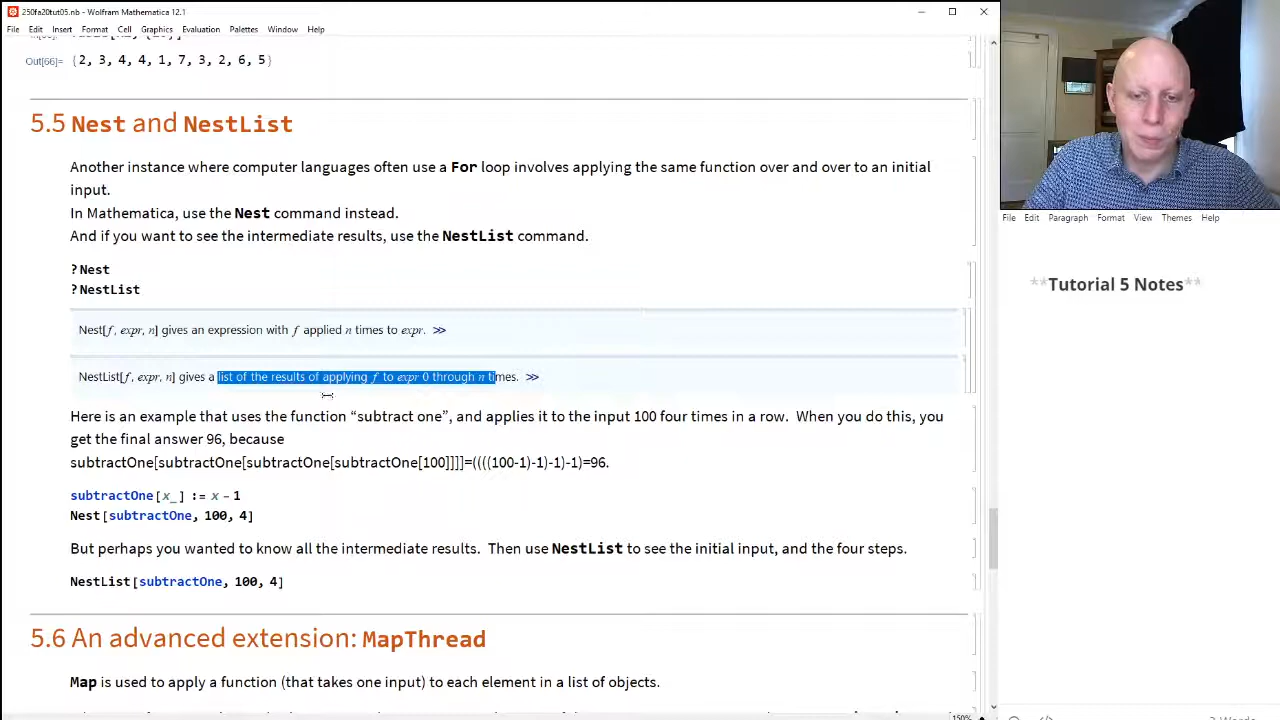 250fa20tut05.nb - Wolfram Mathematica 12.1
File Edit Insert Format Cell Graphics Evaluation Palettes Window Help
Out[66]= {2, 3, 4, 4, 1, 7, 3, 2, 6, 5}
5.5 Nest and NestList
Another instance where computer languages often use a For loop involves applying the same function over and over to an initial
input.
In Mathematica, use the Nest command instead.
And if you want to see the intermediate results, use the NestList command.
?Nest
?NestList
Nest[f, expr, n] gives an expression with f applied n times to expr. >>
NestList[f, expr, n] gives a list of the results of applying f to expr 0 through n times. >>
Here is an example that uses the function “subtract one”, and applies it to the input 100 four times in a row. When you do this, you
get the final answer 96, because
subtractOne[subtractOne[subtractOne[subtractOne[100]]]]=((((100-1)-1)-1)-1)=96.
subtractOne[x_] := x - 1
Nest[subtractOne, 100, 4]
But perhaps you wanted to know all the intermediate results. Then use NestList to see the initial input, and the four steps.
NestList[subtractOne, 100, 4]
5.6 An advanced extension: MapThread
Map is used to apply a function (that takes one input) to each element in a list of objects.
150%
File Edit Paragraph Format View Themes Help
**Tutorial 5 Notes**